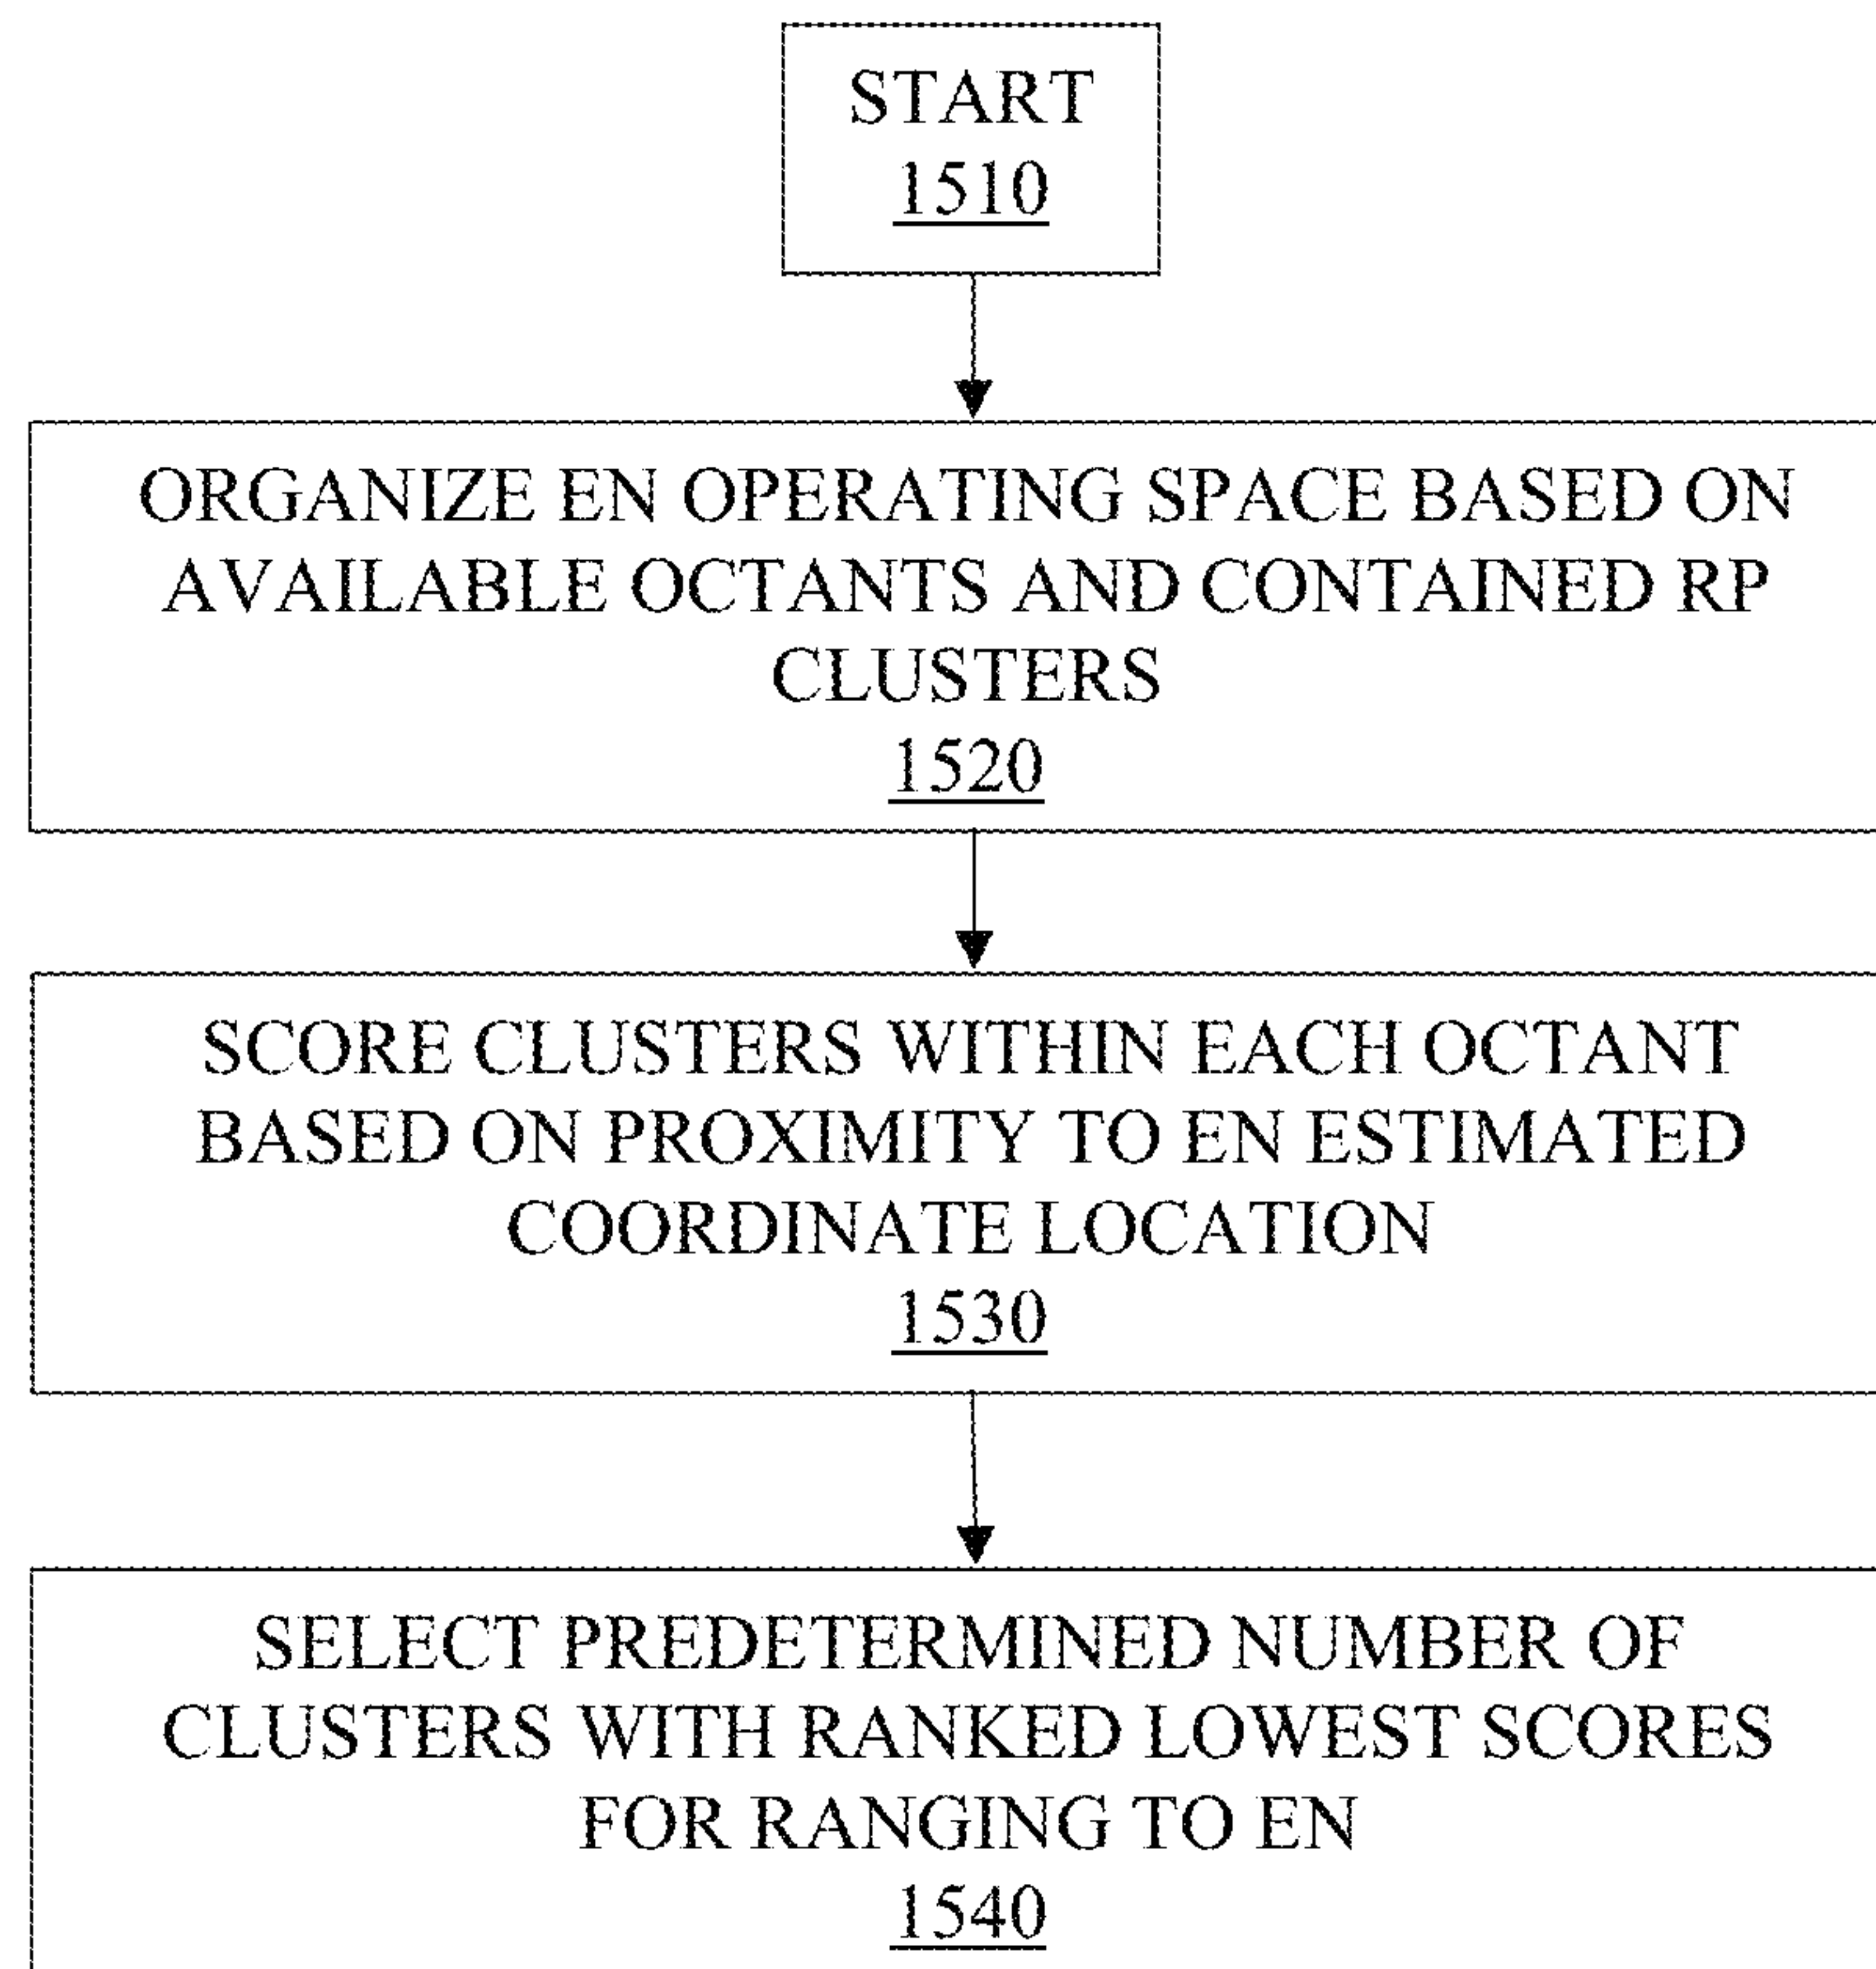 START
1510
ORGANIZE EN OPERATING SPACE BASED ON
AVAILABLE OCTANTS AND CONTAINED RP
CLUSTERS
1520
SCORE CLUSTERS WITHIN EACH OCTANT
BASED ON PROXIMITY TO EN ESTIMATED
COORDINATE LOCATION
1530
SELECT PREDETERMINED NUMBER OF
CLUSTERS WITH RANKED LOWEST SCORES
FOR RANGING TO EN
1540